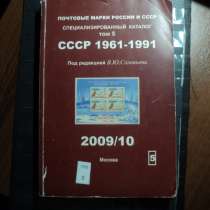 ПОЧТОВЫЕ МАРКИ РОССИИ И СССР
СПЕЦИАЛИЗИРОВАННЫЙ КАТАЛОГ
ТОМ 5
СССР 1961-1991
Под редакцией В.Ю.Соловьева
2009/10
Москва
5